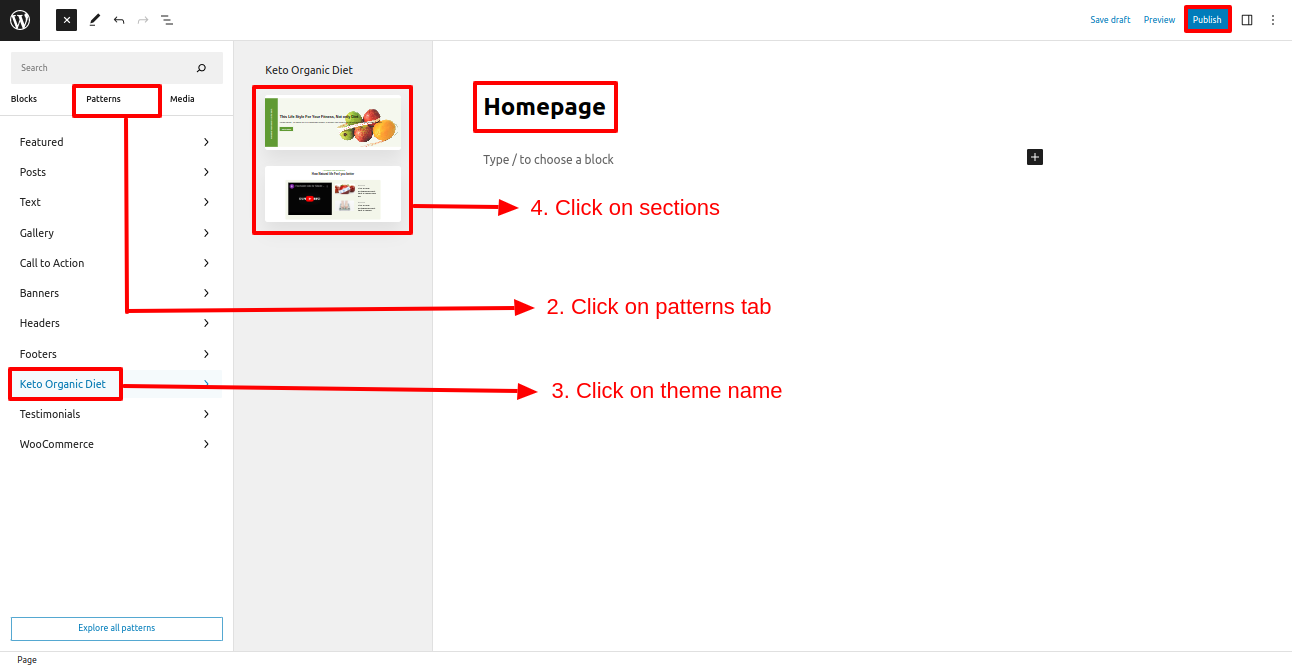 Save draft
Preview
Publish
Search
Blocks
Patterns
Media
Featured
Posts
Text
Gallery
Call to Action
Banners
Headers
Footers
Keto Organic Diet
Testimonials
WooCommerce
Explore all patterns
Page
Keto Organic Diet
This Life Style For Your Fitness, Not only Diet
Homepage
Type / to choose a block
4. Click on sections
2. Click on patterns tab
3. Click on theme name